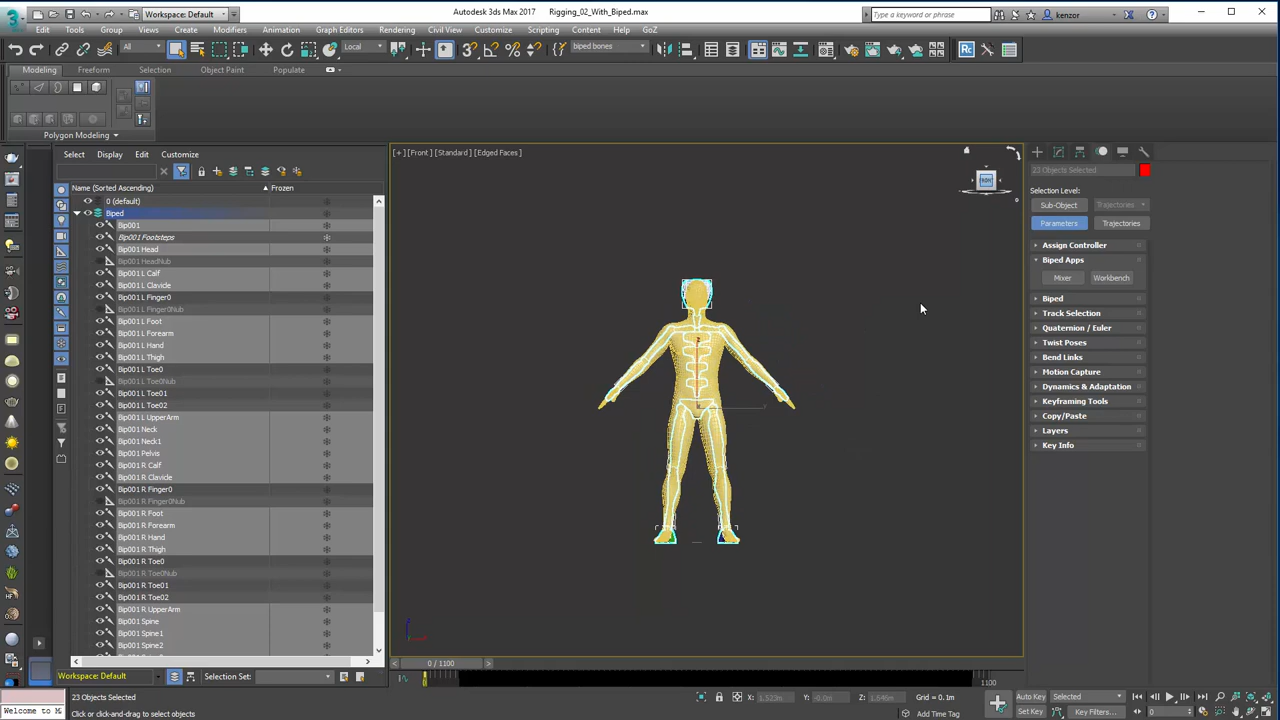 Workspace: Default
Autodesk 3ds Max 2017
Rigging_02_With_Biped.max
Type a keyword or phrase
kenzor
Edit Tools Group Views Create Modifiers Animation Graph Editors Rendering Civil View Customize Scripting Content Help GoZ
All
Local
biped bones
Rc
Modeling Freeform Selection Object Paint Populate
Polygon Modeling
Select Display Edit Customize
[+] [Front] [Standard] [Edged Faces]
FRONT
Name (Sorted Ascending) Frozen
0 (default)
Biped
Bip001
Bip001 Footsteps
Bip001 Head
Bip001 HeadNub
Bip001 L Calf
Bip001 L Clavicle
Bip001 L Finger0
Bip001 L Finger0Nub
Bip001 L Foot
Bip001 L Forearm
Bip001 L Hand
Bip001 L Thigh
Bip001 L Toe0
Bip001 L Toe0Nub
Bip001 L Toe01
Bip001 L Toe02
Bip001 L UpperArm
Bip001 Neck
Bip001 Neck1
Bip001 Pelvis
Bip001 R Calf
Bip001 R Clavicle
Bip001 R Finger0
Bip001 R Finger0Nub
Bip001 R Foot
Bip001 R Forearm
Bip001 R Hand
Bip001 R Thigh
Bip001 R Toe0
Bip001 R Toe0Nub
Bip001 R Toe01
Bip001 R Toe02
Bip001 R UpperArm
Bip001 Spine
Bip001 Spine1
Bip001 Spine2
23 Objects Selected
Selection Level:
Sub-Object Trajectories
Parameters Trajectories
Assign Controller
Biped Apps
Mixer Workbench
Biped
Track Selection
Quaternion / Euler
Twist Poses
Bend Links
Motion Capture
Dynamics & Adaptation
Keyframing Tools
Copy/Paste
Layers
Key Info
0 / 1100
Workspace: Default
Selection Set:
1100
23 Objects Selected
X: 1.523m Y: -0.0m Z: 1.646m Grid = 0.1m
Auto Key Selected
Welcome to M
Click or click-and-drag to select objects
Add Time Tag
Set Key Key Filters...
0